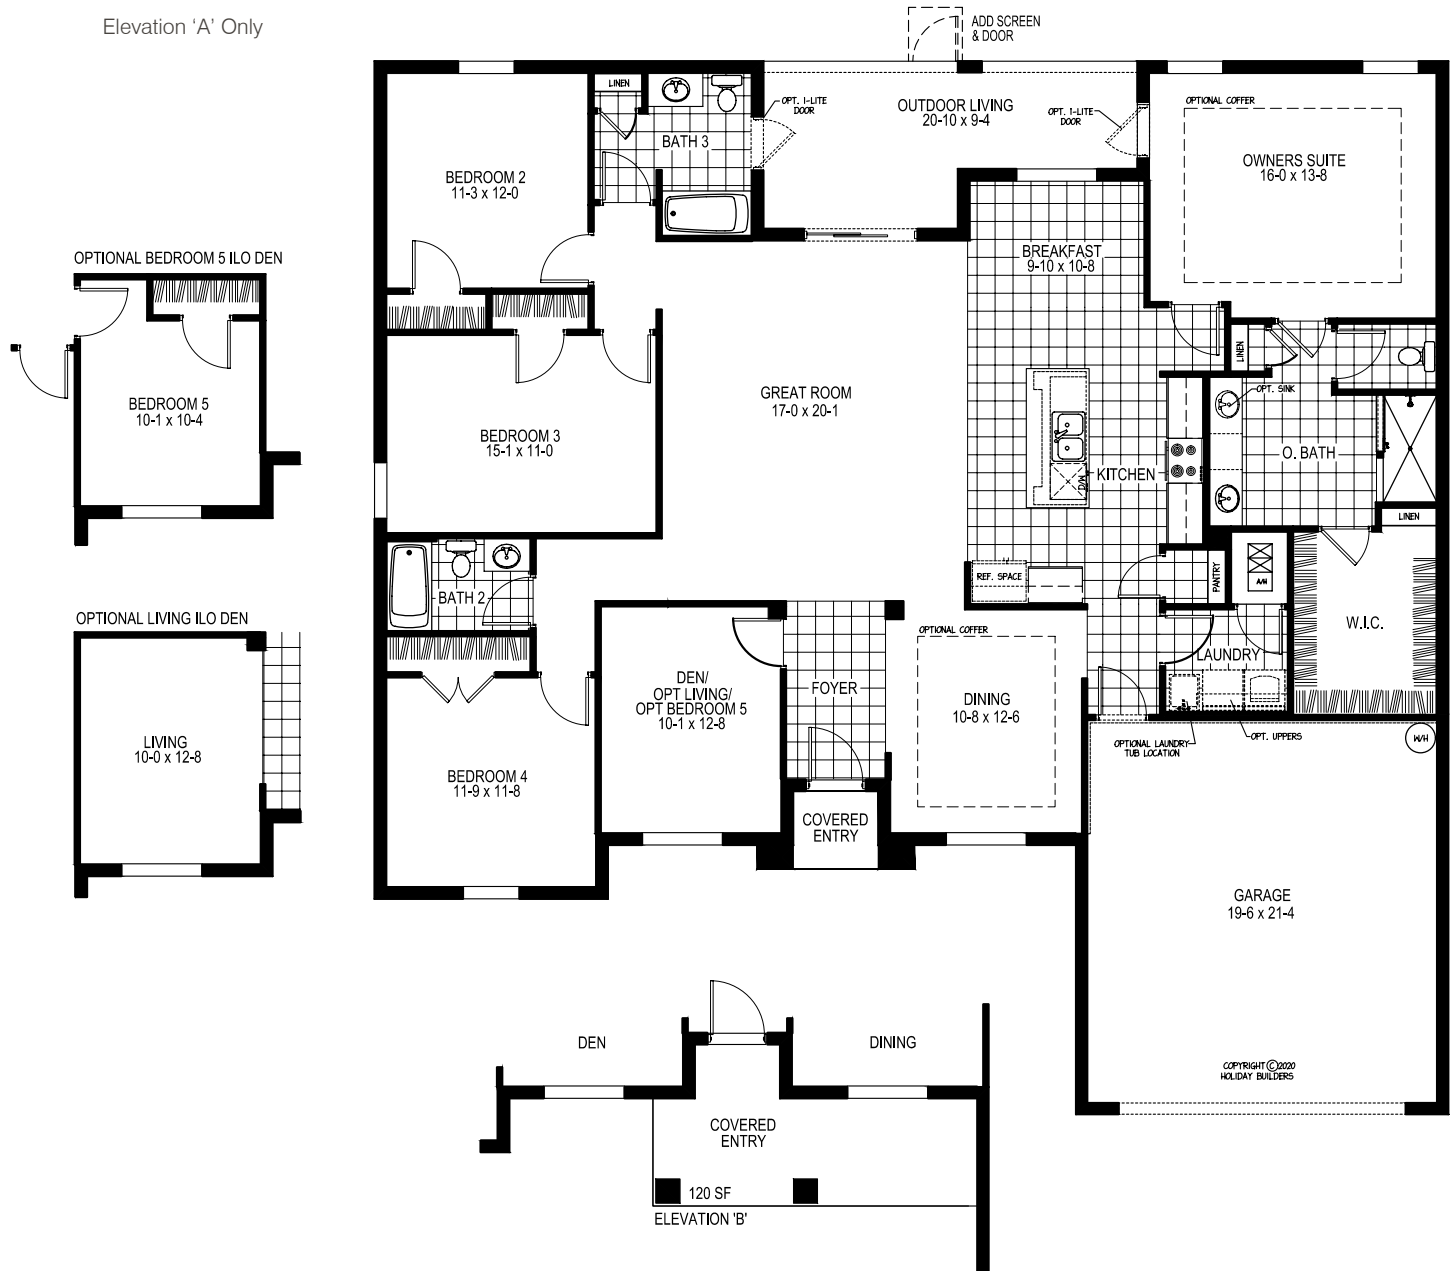 Elevation ‘A’ Only
ADD SCREEN
& DOOR
LINEN
BATH 3
OPT. 1-LITE
DOOR
OUTDOOR LIVING
20-10 x 9-4
OPT. 1-LITE
DOOR
OPTIONAL COFFER
OWNERS SUITE
16-0 x 13-8
BEDROOM 2
11-3 x 12-0
BREAKFAST
9-10 x 10-8
OPTIONAL BEDROOM 5 ILO DEN
BEDROOM 5
10-1 x 10-4
GREAT ROOM
17-0 x 20-1
BEDROOM 3
15-1 x 11-0
LINEN
OPT. SINK
O. BATH
KITCHEN
D/W
LINEN
REF. SPACE
PANTRY
A/H
W.I.C.
BATH 2
OPTIONAL LIVING ILO DEN
LIVING
10-0 x 12-8
BEDROOM 4
11-9 x 11-8
DEN/
OPT LIVING/
OPT BEDROOM 5
10-1 x 12-8
FOYER
OPTIONAL COFFER
DINING
10-8 x 12-6
LAUNDRY
OPTIONAL LAUNDRY
TUB LOCATION
OPT. UPPERS
W/H
COVERED
ENTRY
GARAGE
19-6 x 21-4
COPYRIGHT ©2020
HOLIDAY BUILDERS
DEN
DINING
COVERED
ENTRY
120 SF
ELEVATION 'B'